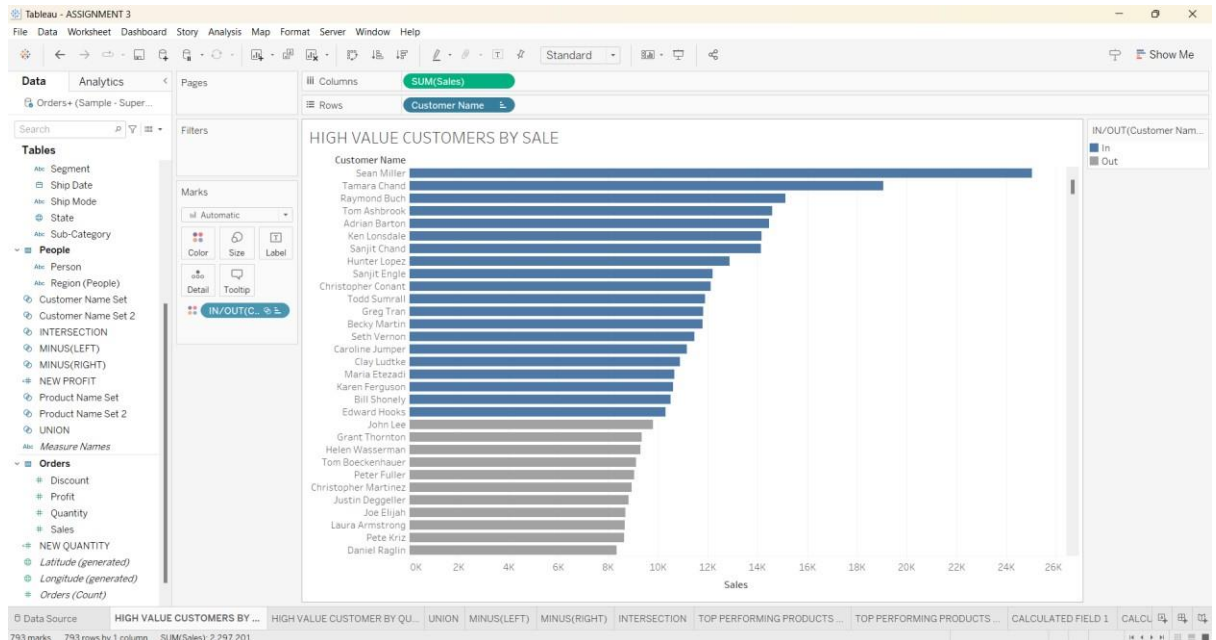 Tableau - ASSIGNMENT 3
File Data Worksheet Dashboard Story Analysis Map Format Server Window Help
Standard
Show Me
Data Analytics
Orders+ (Sample - Super...
Search
Tables
Abc Segment
Ship Date
Abc Ship Mode
State
Abc Sub-Category
People
Abc Person
Abc Region (People)
Customer Name Set
Customer Name Set 2
INTERSECTION
MINUS(LEFT)
MINUS(RIGHT)
NEW PROFIT
Product Name Set
Product Name Set 2
UNION
Abc Measure Names
Orders
Discount
Profit
Quantity
Sales
NEW QUANTITY
Latitude (generated)
Longitude (generated)
Orders (Count)
Pages
Filters
Marks
Automatic
Color Size Label
Detail Tooltip
IN/OUT(C..
Columns SUM(Sales)
Rows Customer Name
HIGH VALUE CUSTOMERS BY SALE
Customer Name
Sean Miller
Tamara Chand
Raymond Buch
Tom Ashbrook
Adrian Barton
Ken Lonsdale
Sanjit Chand
Hunter Lopez
Sanjit Engle
Christopher Conant
Todd Sumrall
Greg Tran
Becky Martin
Seth Vernon
Caroline Jumper
Clay Ludtke
Maria Etezadi
Karen Ferguson
Bill Shonely
Edward Hooks
John Lee
Grant Thornton
Helen Wasserman
Tom Boeckenhauer
Peter Fuller
Christopher Martinez
Justin Deggeller
Joe Elijah
Laura Armstrong
Pete Kriz
Daniel Raglin
0K 2K 4K 6K 8K 10K 12K 14K 16K 18K 20K 22K 24K 26K
Sales
IN/OUT(Customer Nam...
In
Out
Data Source HIGH VALUE CUSTOMERS BY ... HIGH VALUE CUSTOMER BY QU... UNION MINUS(LEFT) MINUS(RIGHT) INTERSECTION TOP PERFORMING PRODUCTS ... TOP PERFORMING PRODUCTS ... CALCULATED FIELD 1 CALCU
793 marks 793 rows by 1 column SUM(Sales): 2,297,201